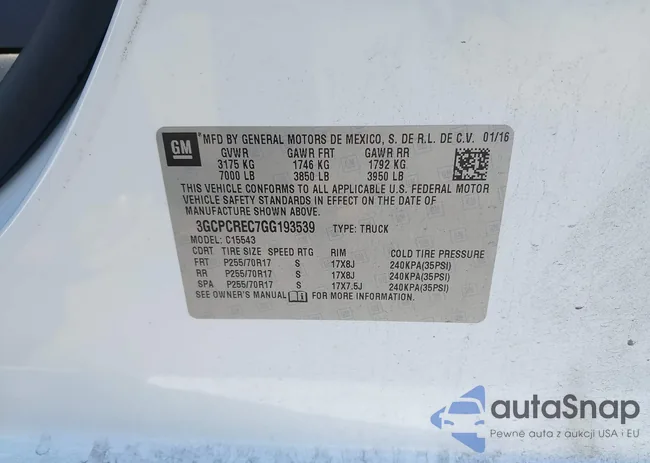 GM
MFD BY GENERAL MOTORS DE MEXICO, S. DE R.L. DE C.V. 01/16
GVWR GAWR FRT GAWR RR
3175 KG 1746 KG 1792 KG
7000 LB 3850 LB 3950 LB
THIS VEHICLE CONFORMS TO ALL APPLICABLE U.S. FEDERAL MOTOR
VEHICLE SAFETY STANDARDS IN EFFECT ON THE DATE OF
MANUFACTURE SHOWN ABOVE.
3GCPCREC7GG193539 TYPE: TRUCK
MODEL: C15543
CDRT TIRE SIZE SPEED RTG RIM COLD TIRE PRESSURE
FRT P255/70R17 S 17X8J 240KPA(35PSI)
RR P255/70R17 S 17X8J 240KPA(35PSI)
SPA P255/70R17 S 17X7.5J 240KPA(35PSI)
SEE OWNER'S MANUAL FOR MORE INFORMATION.
autoSnap
Pewne auta z aukcji USA i EU